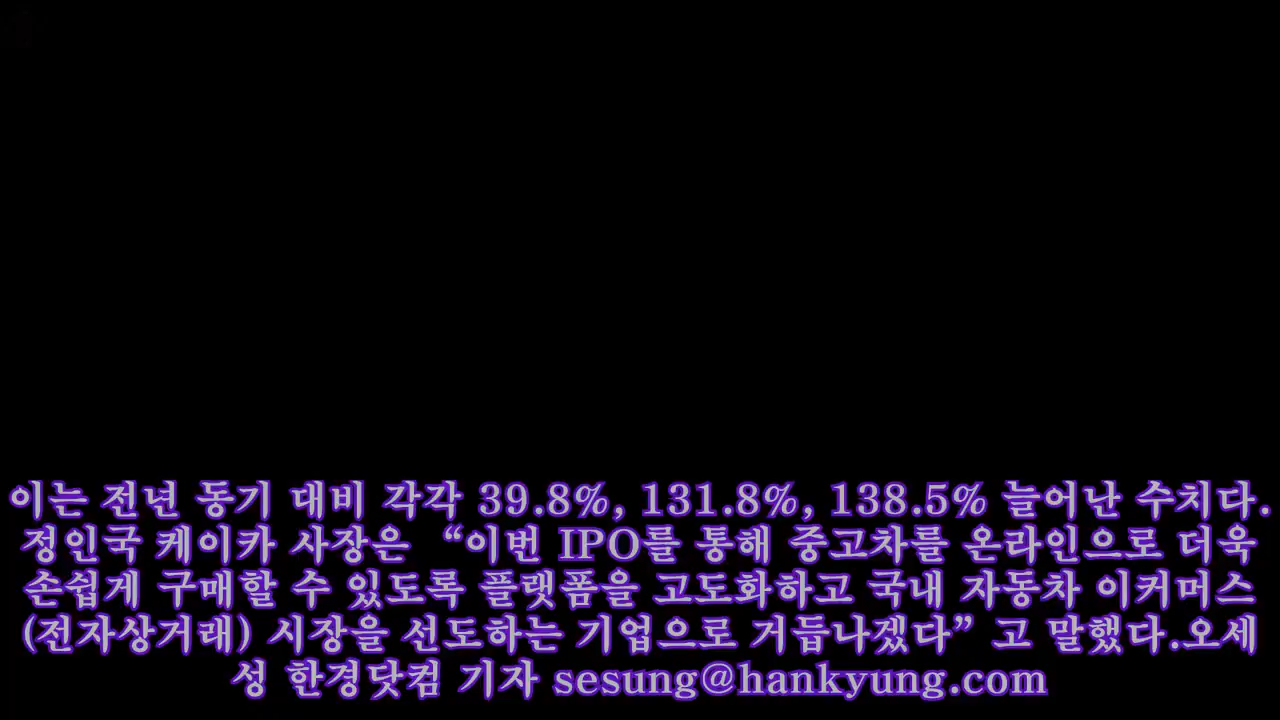 이는 전년 동기 대비 각각 39.8%, 131.8%, 138.5% 늘어난 수치다.
정인국 케이카 사장은 “이번 IPO를 통해 중고차를 온라인으로 더욱
손쉽게 구매할 수 있도록 플랫폼을 고도화하고 국내 자동차 이커머스
(전자상거래) 시장을 선도하는 기업으로 거듭나겠다” 고 말했다.오세
성 한경닷컴 기자 sesung@hankyung.com